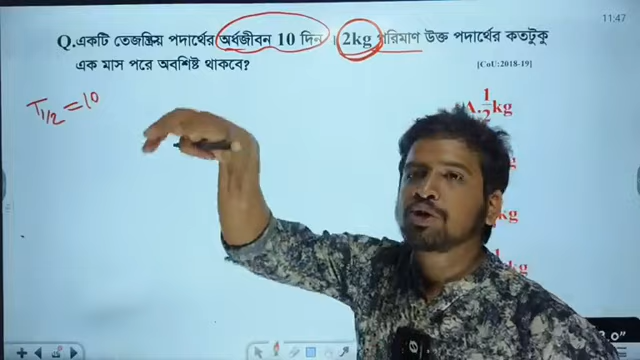 11:47
Q.একটি তেজস্ক্রিয় পদার্থের অর্ধজীবন 10 দিন । 2kg পরিমাণ উক্ত পদার্থের কতটুকু
এক মাস পরে অবশিষ্ট থাকবে?
[CoU:2018-19]
T1/2 = 10
A. 1/2 kg
kg
kg